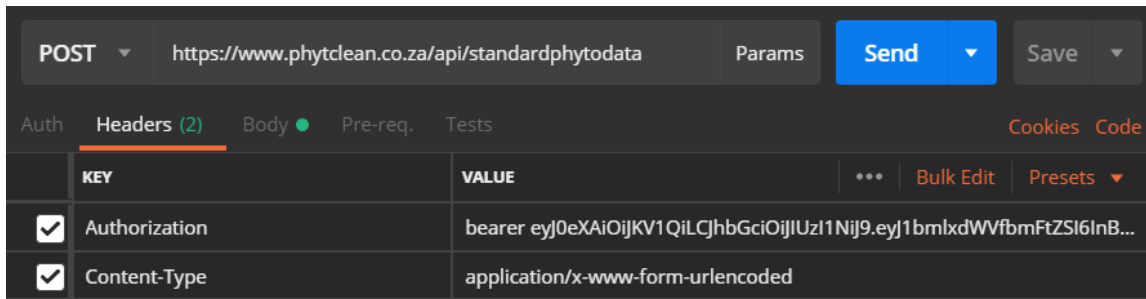 POST https://www.phytclean.co.za/api/standardphytodata Params Send Save
Auth Headers (2) Body Pre-req. Tests Cookies Code
KEY VALUE ••• Bulk Edit Presets
Authorization bearer eyJ0eXAiOiJKV1QiLCJhbGciOiJIUzI1NiJ9.eyJ1bmlxdWVfbmFtZSI6InB...
Content-Type application/x-www-form-urlencoded